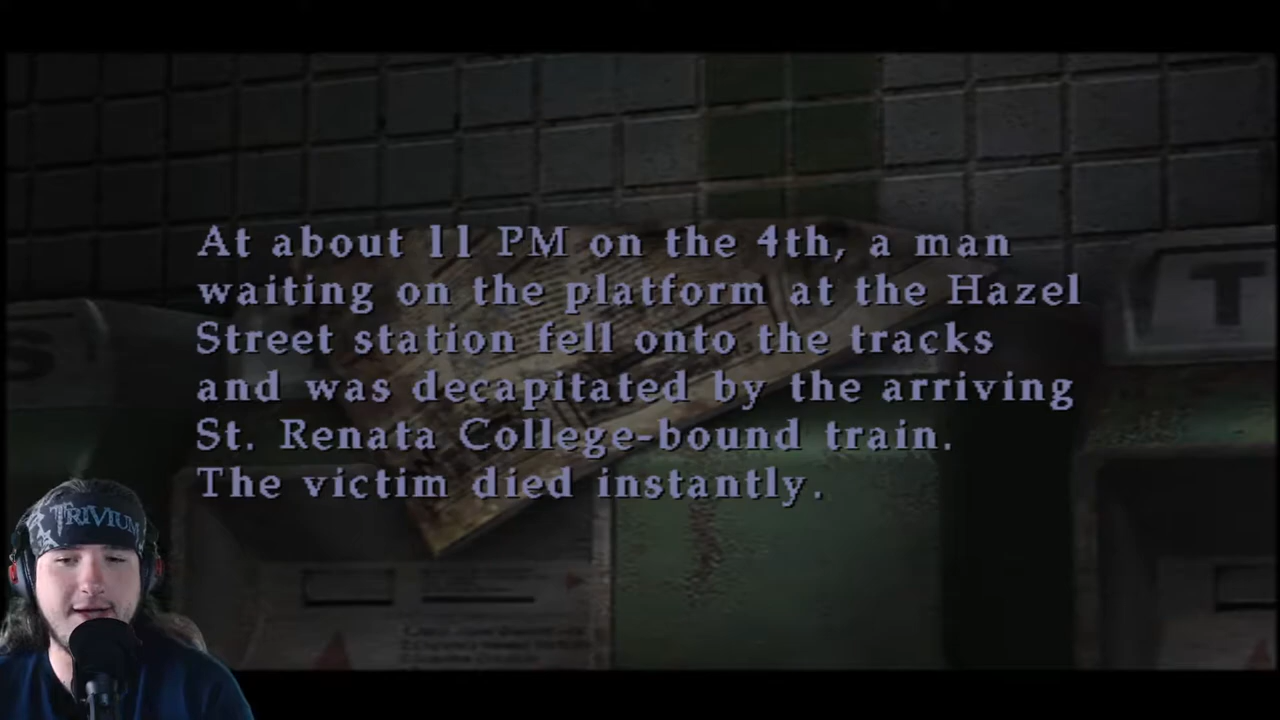 At about 11 PM on the 4th, a man
waiting on the platform at the Hazel
Street station fell onto the tracks
and was decapitated by the arriving
St. Renata College-bound train.
The victim died instantly.
S
T
TRIVIUM